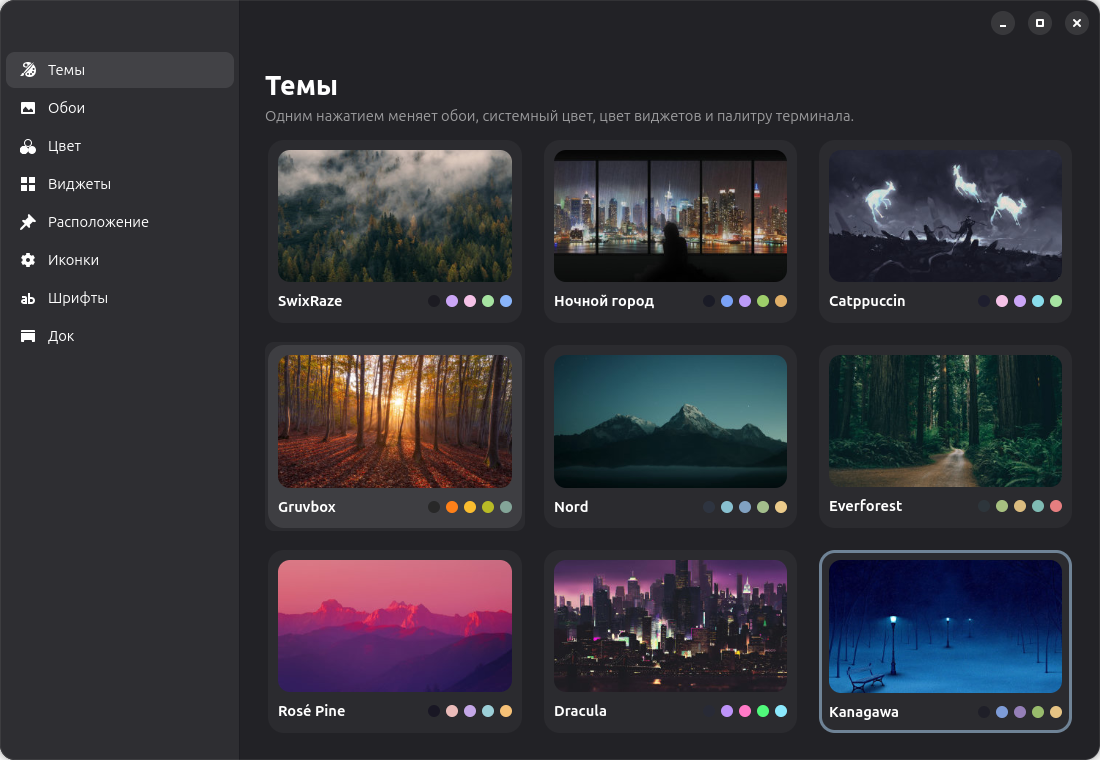 Темы
Обои
Цвет
Виджеты
Расположение
Иконки
ab Шрифты
Док
Темы
Одним нажатием меняет обои, системный цвет, цвет виджетов и палитру терминала.
SwixRaze
Ночной город
Catppuccin
Gruvbox
Nord
Everforest
Rosé Pine
Dracula
Kanagawa